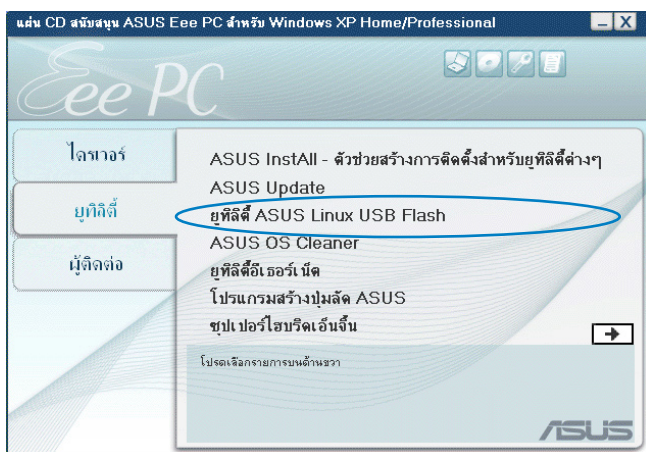 แผ่น CD สนับสนุน ASUS Eee PC สำหรับ Windows XP Home/Professional
Eee PC
ไดรเวอร์
ยูทิลิตี้
ผู้ติดต่อ
ASUS InstAll - ตัวช่วยสร้างการติดตั้งสำหรับยูทิลิตี้ต่างๆ
ASUS Update
ยูทิลิตี้ ASUS Linux USB Flash
ASUS OS Cleaner
ยูทิลิตี้อีเธอร์เน็ต
โปรแกรมสร้างปุ่มลัด ASUS
ซุปเปอร์ไฮบริดเอ็นจิ้น
โปรดเลือกรายการบนด้านขวา
ASUS